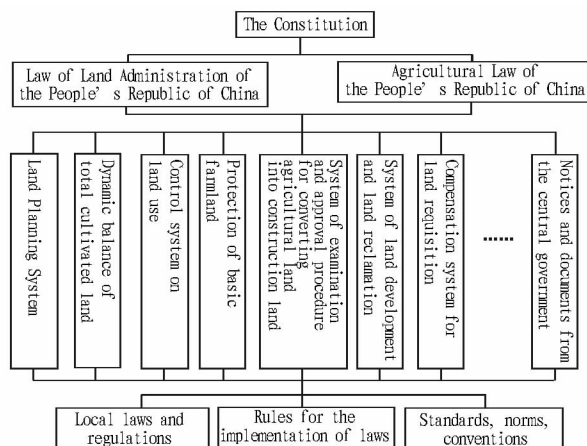 The Constitution
Law of Land Administration of
the People's Republic of China
Agricultural Law of
the People's Republic of China
Land Planning System
Dynamic balance of
total cultivated land
Control system on
land use
Protection of basic
farmland
System of examination
and approval procedure
for converting
agricultural land
into construction land
System of land development
and land reclamation
Compensation system for
land requisition
……
Notices and documents from
the central government
Local laws and
regulations
Rules for the
implementation of laws
Standards, norms,
conventions